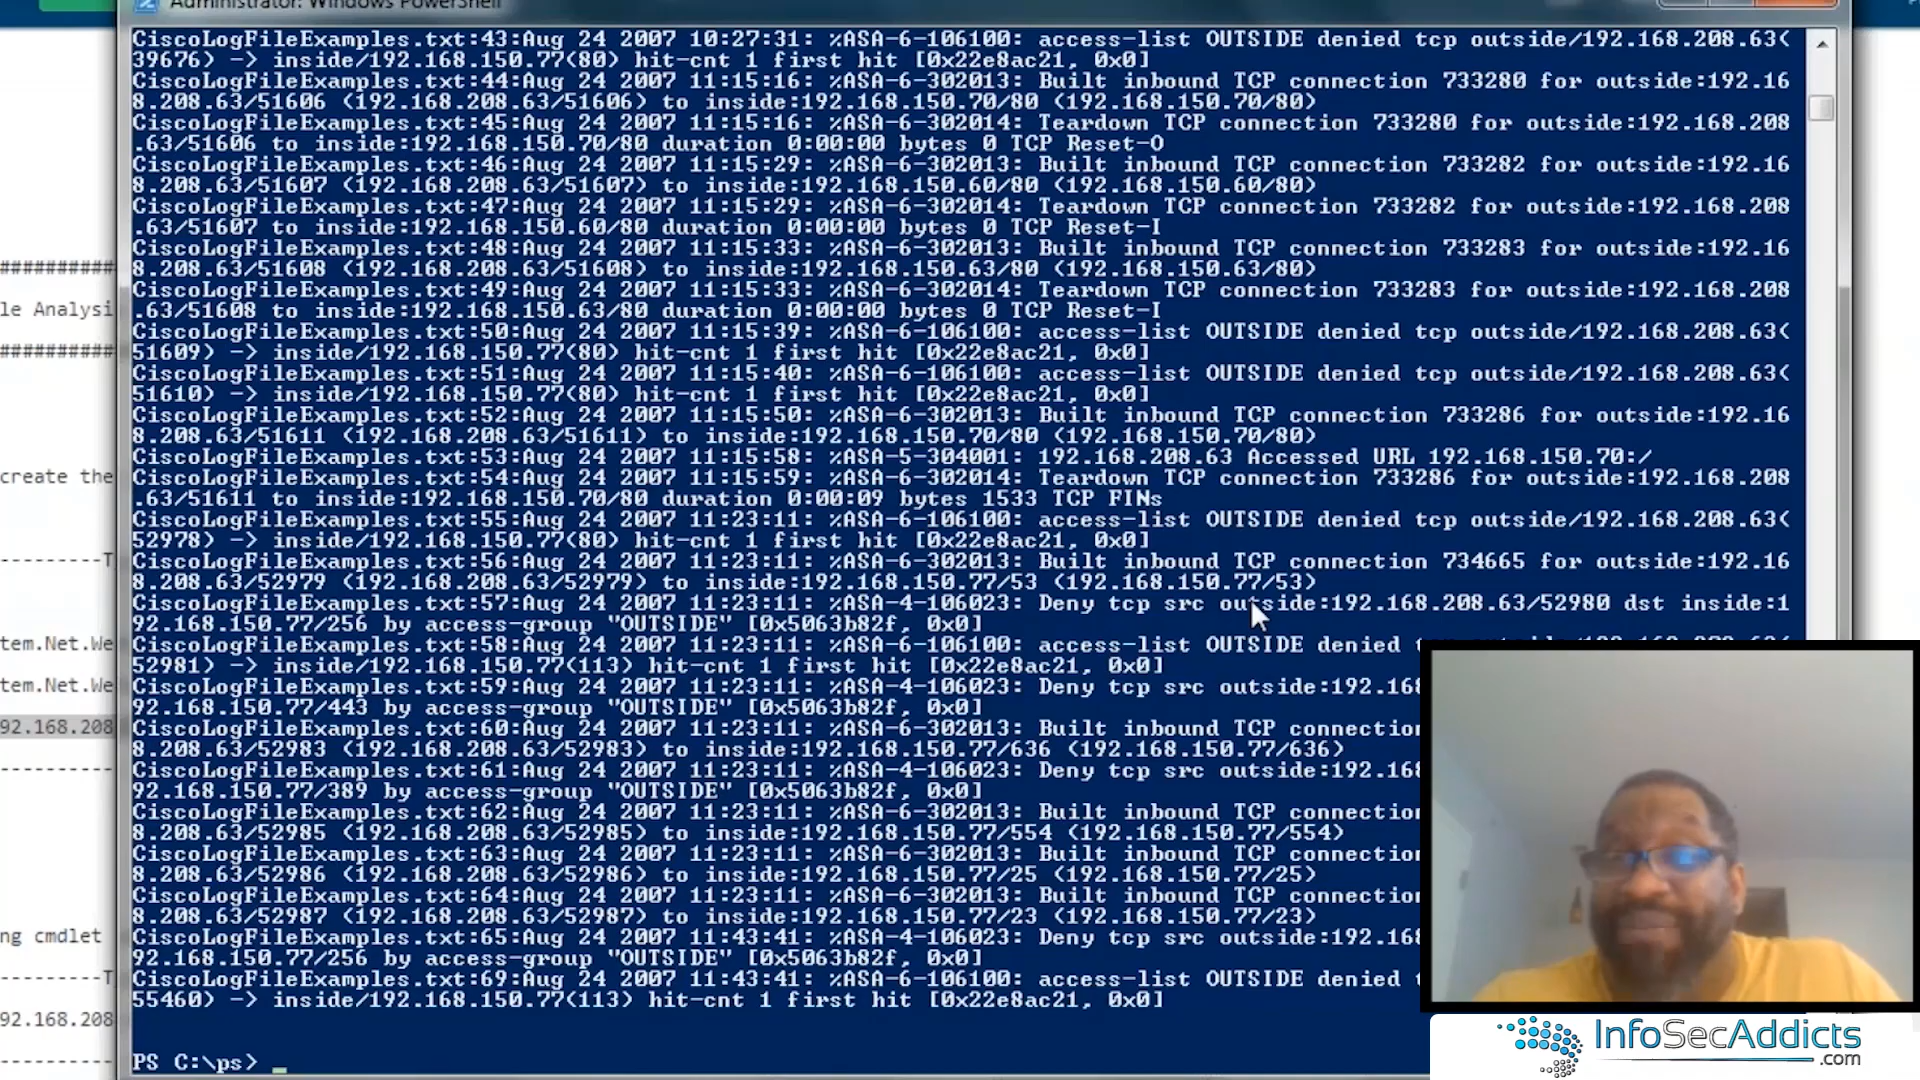 Administrator: Windows PowerShell
CiscoLogFileExamples.txt:43:Aug 24 2007 10:27:31: %ASA-6-106100: access-list OUTSIDE denied tcp outside/192.168.208.63(
39676) -> inside/192.168.150.77(80) hit-cnt 1 first hit [0x22e8ac21, 0x0]
CiscoLogFileExamples.txt:44:Aug 24 2007 11:15:16: %ASA-6-302013: Built inbound TCP connection 733280 for outside:192.16
8.208.63/51606 (192.168.208.63/51606) to inside:192.168.150.70/80 (192.168.150.70/80)
CiscoLogFileExamples.txt:45:Aug 24 2007 11:15:16: %ASA-6-302014: Teardown TCP connection 733280 for outside:192.168.208
.63/51606 to inside:192.168.150.70/80 duration 0:00:00 bytes 0 TCP Reset-O
CiscoLogFileExamples.txt:46:Aug 24 2007 11:15:29: %ASA-6-302013: Built inbound TCP connection 733282 for outside:192.16
8.208.63/51607 (192.168.208.63/51607) to inside:192.168.150.60/80 (192.168.150.60/80)
CiscoLogFileExamples.txt:47:Aug 24 2007 11:15:29: %ASA-6-302014: Teardown TCP connection 733282 for outside:192.168.208
.63/51607 to inside:192.168.150.60/80 duration 0:00:00 bytes 0 TCP Reset-I
CiscoLogFileExamples.txt:48:Aug 24 2007 11:15:33: %ASA-6-302013: Built inbound TCP connection 733283 for outside:192.16
8.208.63/51608 (192.168.208.63/51608) to inside:192.168.150.63/80 (192.168.150.63/80)
CiscoLogFileExamples.txt:49:Aug 24 2007 11:15:33: %ASA-6-302014: Teardown TCP connection 733283 for outside:192.168.208
.63/51608 to inside:192.168.150.63/80 duration 0:00:00 bytes 0 TCP Reset-I
CiscoLogFileExamples.txt:50:Aug 24 2007 11:15:39: %ASA-6-106100: access-list OUTSIDE denied tcp outside/192.168.208.63(
51609) -> inside/192.168.150.77(80) hit-cnt 1 first hit [0x22e8ac21, 0x0]
CiscoLogFileExamples.txt:51:Aug 24 2007 11:15:40: %ASA-6-106100: access-list OUTSIDE denied tcp outside/192.168.208.63(
51610) -> inside/192.168.150.77(80) hit-cnt 1 first hit [0x22e8ac21, 0x0]
CiscoLogFileExamples.txt:52:Aug 24 2007 11:15:50: %ASA-6-302013: Built inbound TCP connection 733286 for outside:192.16
8.208.63/51611 (192.168.208.63/51611) to inside:192.168.150.70/80 (192.168.150.70/80)
CiscoLogFileExamples.txt:53:Aug 24 2007 11:15:58: %ASA-5-304001: 192.168.208.63 Accessed URL 192.168.150.70:/
CiscoLogFileExamples.txt:54:Aug 24 2007 11:15:59: %ASA-6-302014: Teardown TCP connection 733286 for outside:192.168.208
.63/51611 to inside:192.168.150.70/80 duration 0:00:09 bytes 1533 TCP FINs
CiscoLogFileExamples.txt:55:Aug 24 2007 11:23:11: %ASA-6-106100: access-list OUTSIDE denied tcp outside/192.168.208.63(
52978) -> inside/192.168.150.77(80) hit-cnt 1 first hit [0x22e8ac21, 0x0]
CiscoLogFileExamples.txt:56:Aug 24 2007 11:23:11: %ASA-6-302013: Built inbound TCP connection 734665 for outside:192.16
8.208.63/52979 (192.168.208.63/52979) to inside:192.168.150.77/53 (192.168.150.77/53)
CiscoLogFileExamples.txt:57:Aug 24 2007 11:23:11: %ASA-4-106023: Deny tcp src outside:192.168.208.63/52980 dst inside:1
92.168.150.77/256 by access-group "OUTSIDE" [0x5063b82f, 0x0]
CiscoLogFileExamples.txt:58:Aug 24 2007 11:23:11: %ASA-6-106100: access-list OUTSIDE denied
52981) -> inside/192.168.150.77(113) hit-cnt 1 first hit [0x22e8ac21, 0x0]
CiscoLogFileExamples.txt:59:Aug 24 2007 11:23:11: %ASA-4-106023: Deny tcp src outside:192.168
92.168.150.77/443 by access-group "OUTSIDE" [0x5063b82f, 0x0]
CiscoLogFileExamples.txt:60:Aug 24 2007 11:23:11: %ASA-6-302013: Built inbound TCP connection
8.208.63/52983 (192.168.208.63/52983) to inside:192.168.150.77/636 (192.168.150.77/636)
CiscoLogFileExamples.txt:61:Aug 24 2007 11:23:11: %ASA-4-106023: Deny tcp src outside:192.168
92.168.150.77/389 by access-group "OUTSIDE" [0x5063b82f, 0x0]
CiscoLogFileExamples.txt:62:Aug 24 2007 11:23:11: %ASA-6-302013: Built inbound TCP connection
8.208.63/52985 (192.168.208.63/52985) to inside:192.168.150.77/554 (192.168.150.77/554)
CiscoLogFileExamples.txt:63:Aug 24 2007 11:23:11: %ASA-6-302013: Built inbound TCP connection
8.208.63/52986 (192.168.208.63/52986) to inside:192.168.150.77/25 (192.168.150.77/25)
CiscoLogFileExamples.txt:64:Aug 24 2007 11:23:11: %ASA-6-302013: Built inbound TCP connection
8.208.63/52987 (192.168.208.63/52987) to inside:192.168.150.77/23 (192.168.150.77/23)
CiscoLogFileExamples.txt:65:Aug 24 2007 11:43:41: %ASA-4-106023: Deny tcp src outside:192.168
92.168.150.77/256 by access-group "OUTSIDE" [0x5063b82f, 0x0]
CiscoLogFileExamples.txt:69:Aug 24 2007 11:43:41: %ASA-6-106100: access-list OUTSIDE denied t
55460) -> inside/192.168.150.77(113) hit-cnt 1 first hit [0x22e8ac21, 0x0]
PS C:\ps> _
##########
le Analysi
##########
create the
---------T
tem.Net.We
tem.Net.We
92.168.208
----------
ng cmdlet
---------T
92.168.208
----------
InfoSecAddicts
.com